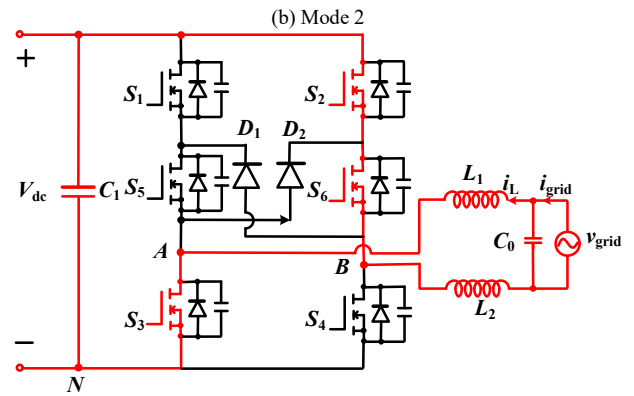 (b) Mode 2
+
S1
S2
D1
D2
Vdc
C1
S5
S6
L1
iL
igrid
A
C0
vgrid
B
L2
S3
S4
−
N